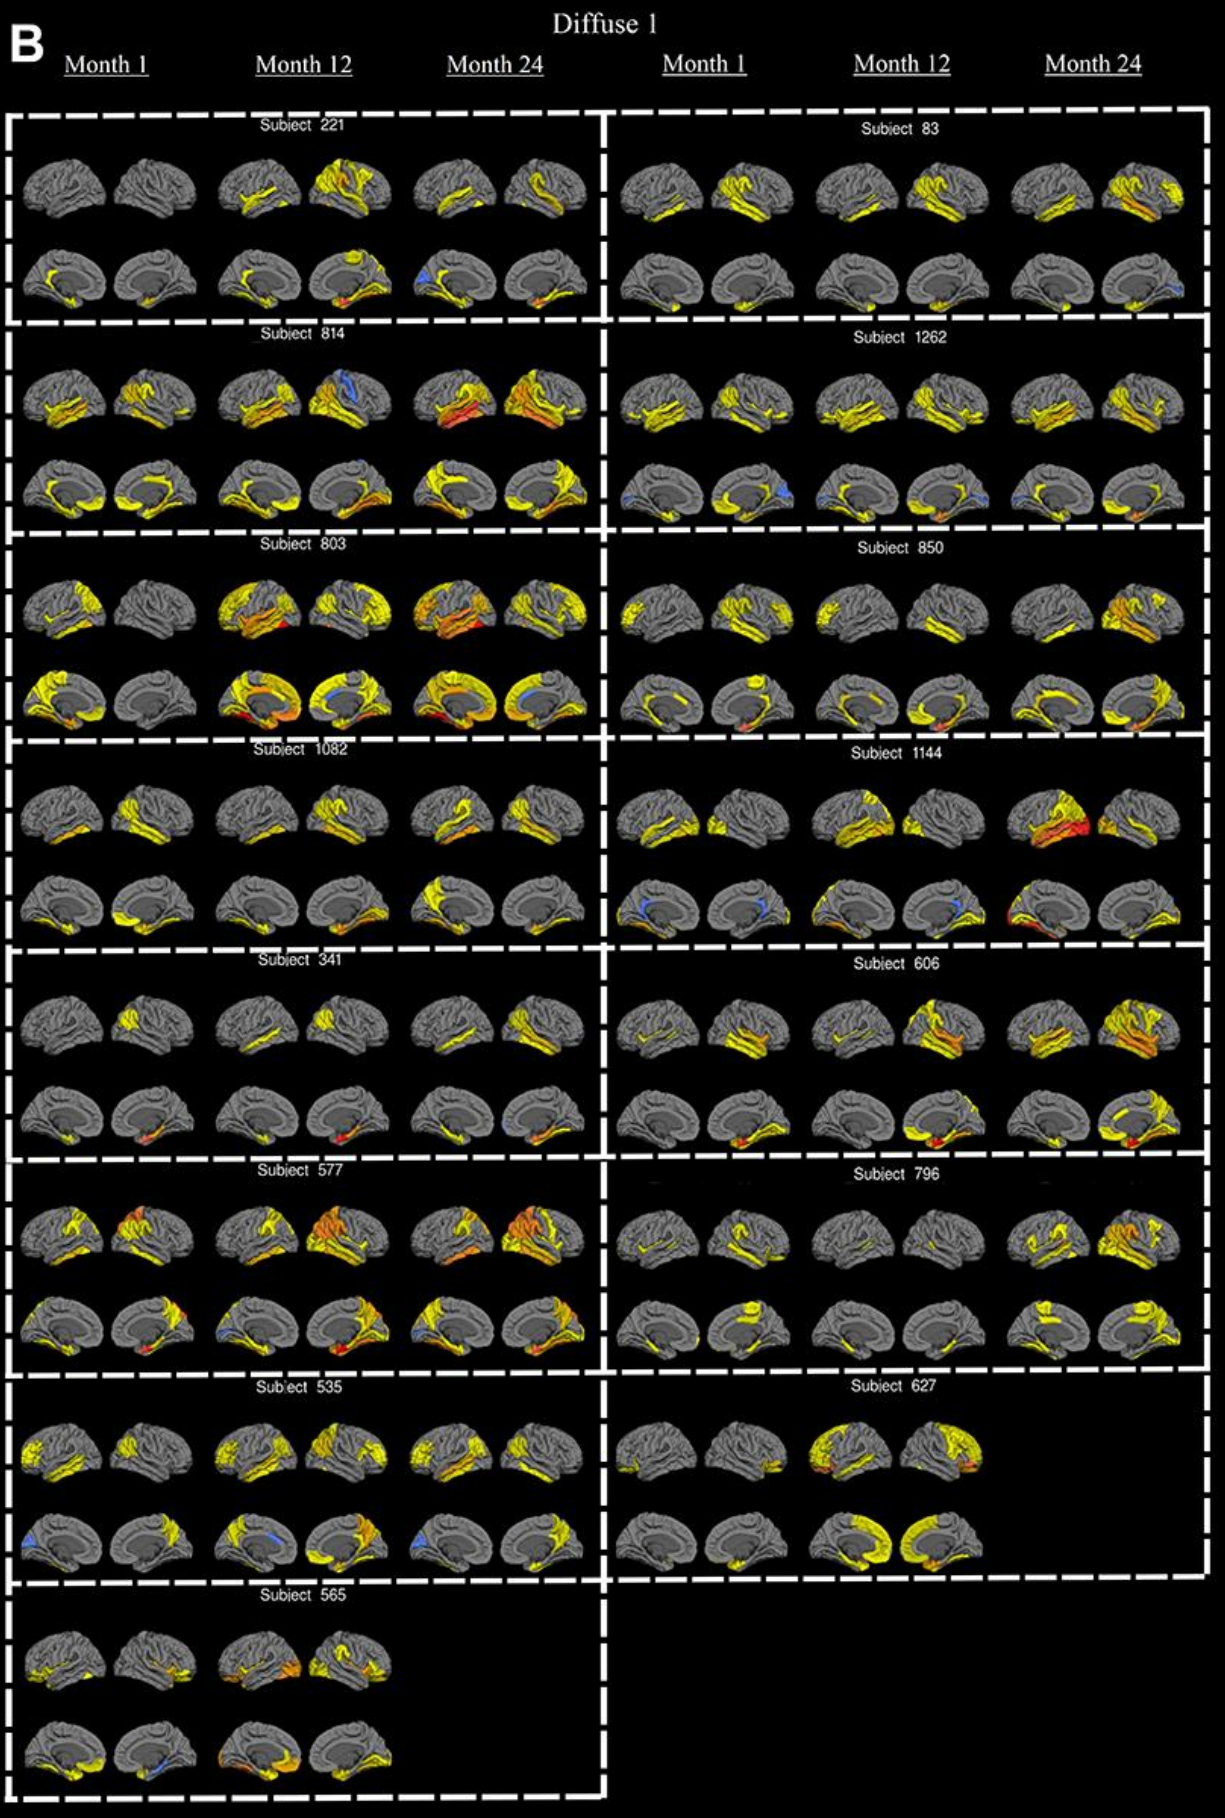 B
Diffuse 1
Month 1 Month 12 Month 24 Month 1 Month 12 Month 24
Subject 221 Subject 83
Subject 814 Subject 1262
Subject 803 Subject 850
Subject 1082 Subject 1144
Subject 341 Subject 606
Subject 577 Subject 796
Subject 535 Subject 627
Subject 565